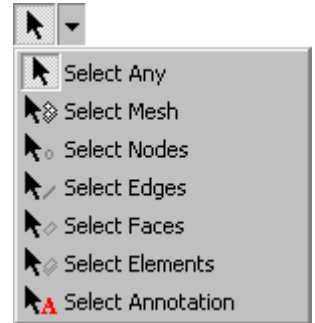 Select Any
Select Mesh
Select Nodes
Select Edges
Select Faces
Select Elements
A Select Annotation